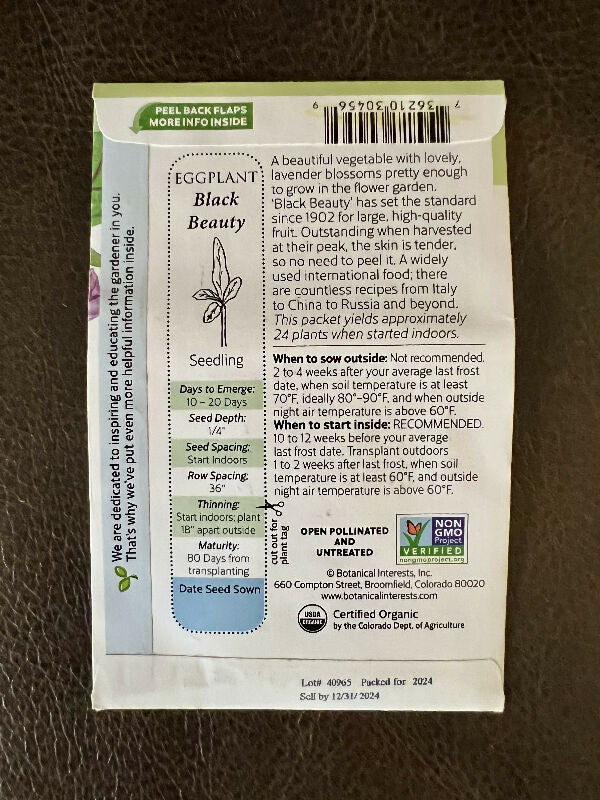 PEEL BACK FLAPS
MORE INFO INSIDE
7 36210 30456 9
We are dedicated to inspiring and educating the gardener in you.
That's why we've put even more helpful information inside.
EGGPLANT
Black
Beauty
Seedling
Days to Emerge:
10 – 20 Days
Seed Depth:
1/4"
Seed Spacing:
Start Indoors
Row Spacing:
36"
Thinning:
Start indoors; plant
18" apart outside
Maturity:
80 Days from
transplanting
Date Seed Sown
cut out for
plant tag
A beautiful vegetable with lovely,
lavender blossoms pretty enough
to grow in the flower garden.
'Black Beauty' has set the standard
since 1902 for large, high-quality
fruit. Outstanding when harvested
at their peak, the skin is tender,
so no need to peel it. A widely
used international food; there
are countless recipes from Italy
to China to Russia and beyond.
This packet yields approximately
24 plants when started indoors.
When to sow outside: Not recommended.
2 to 4 weeks after your average last frost
date, when soil temperature is at least
70°F, ideally 80°–90°F, and when outside
night air temperature is above 60°F.
When to start inside: RECOMMENDED.
10 to 12 weeks before your average
last frost date. Transplant outdoors
1 to 2 weeks after last frost, when soil
temperature is at least 60°F, and outside
night air temperature is above 60°F.
OPEN POLLINATED
AND
UNTREATED
NON
GMO
Project
VERIFIED
nongmoproject.org
© Botanical Interests, Inc.
660 Compton Street, Broomfield, Colorado 80020
www.botanicalinterests.com
USDA
ORGANIC
Certified Organic
by the Colorado Dept. of Agriculture
Lot# 40965 Packed for 2024
Sell by 12/31/2024